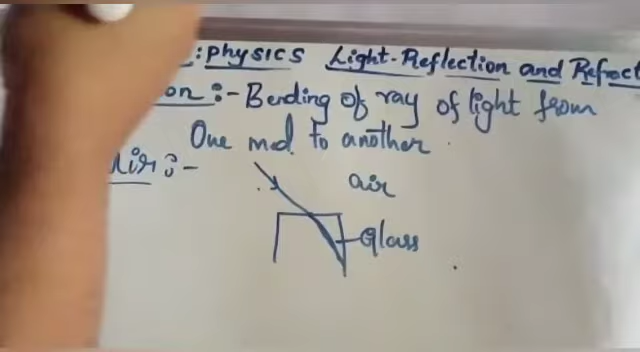 :physics Light-Reflection and Refract
on :- Bending of ray of light from
One med to another.
:-
air
Glass